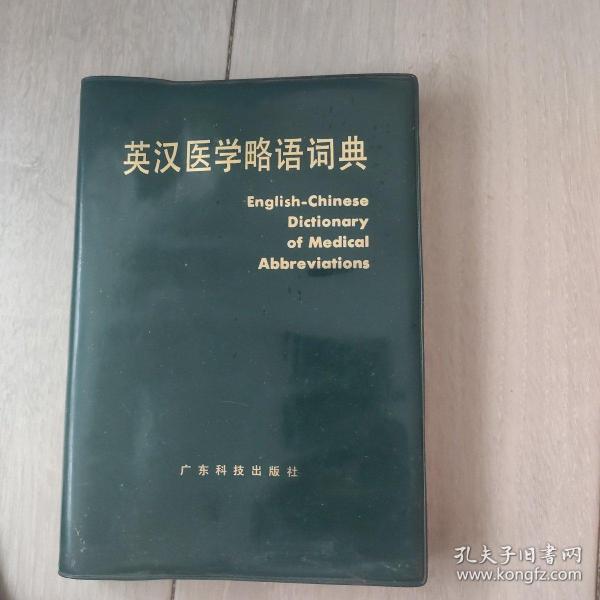 英汉医学略语词典
English-Chinese
Dictionary
of Medical
Abbreviations
广东科技出版社
孔夫子旧书网
www.kongfz.com